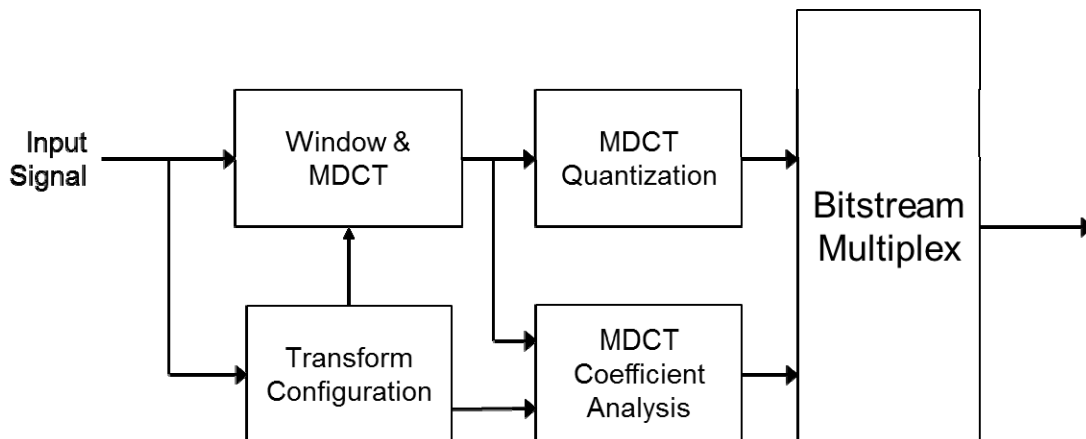 Input
Signal
Window &
MDCT
MDCT
Quantization
Bitstream
Multiplex
Transform
Configuration
MDCT
Coefficient
Analysis